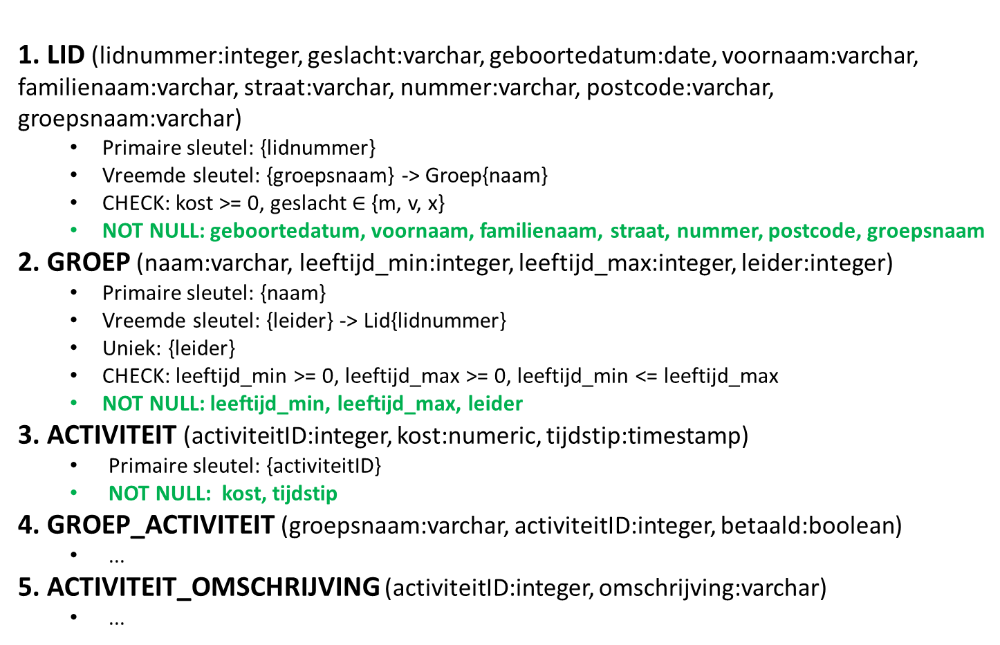 1. LID (lidnummer:integer, geslacht:varchar, geboortedatum:date, voornaam:varchar,
familienaam:varchar, straat:varchar, nummer:varchar, postcode:varchar,
groepsnaam:varchar)
• Primaire sleutel: {lidnummer}
• Vreemde sleutel: {groepsnaam} -> Groep{naam}
• CHECK: kost >= 0, geslacht ∈ {m, v, x}
• NOT NULL: geboortedatum, voornaam, familienaam, straat, nummer, postcode, groepsnaam
2. GROEP (naam:varchar, leeftijd_min:integer, leeftijd_max:integer, leider:integer)
• Primaire sleutel: {naam}
• Vreemde sleutel: {leider} -> Lid{lidnummer}
• Uniek: {leider}
• CHECK: leeftijd_min >= 0, leeftijd_max >= 0, leeftijd_min <= leeftijd_max
• NOT NULL: leeftijd_min, leeftijd_max, leider
3. ACTIVITEIT (activiteitID:integer, kost:numeric, tijdstip:timestamp)
• Primaire sleutel: {activiteitID}
• NOT NULL: kost, tijdstip
4. GROEP_ACTIVITEIT (groepsnaam:varchar, activiteitID:integer, betaald:boolean)
• ...
5. ACTIVITEIT_OMSCHRIJVING (activiteitID:integer, omschrijving:varchar)
• ...